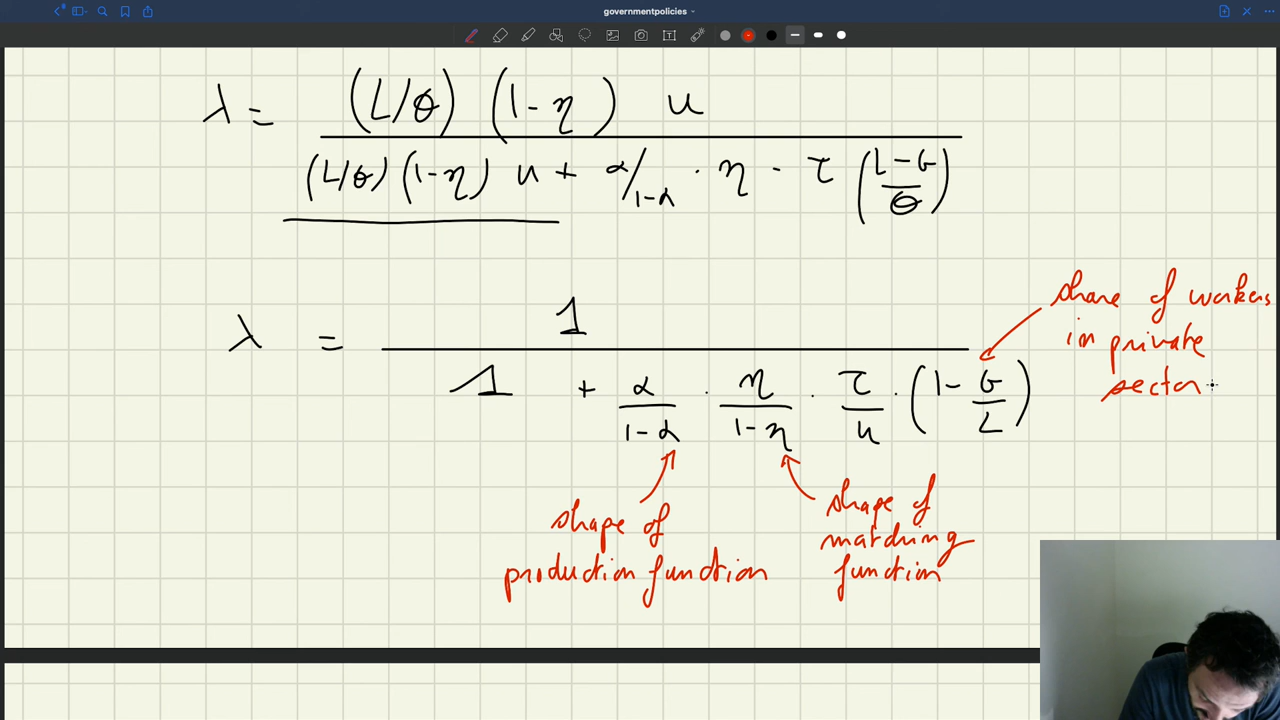 governmentpolicies
λ = (L/θ) (1-η) u
(L/θ) (1-η) u + α/1-α · η · τ (L-G/θ)
λ = 1
1 + α/1-α · η/1-η · τ/u · (1- G/L)
share of workers
in private
sector
shape of
production function
shape of
matching
function